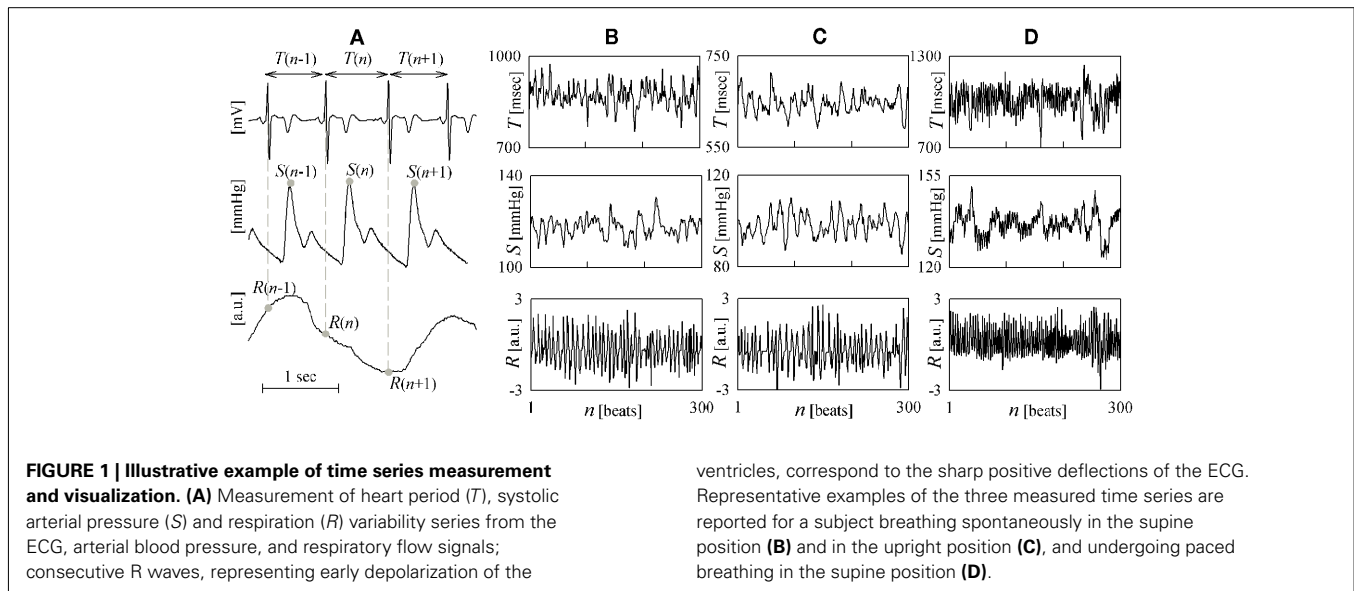 A
B
C
D
T(n-1) T(n) T(n+1)
[mV]
S(n-1) S(n) S(n+1)
[mmHg]
R(n-1)
R(n)
R(n+1)
[a.u.]
1 sec
1000
T [msec]
700
140
S [mmHg]
100
3
R [a.u.]
-3
1 n [beats] 300
750
T [msec]
550
120
S [mmHg]
80
3
R [a.u.]
-3
1 n [beats] 300
1300
T [msec]
700
155
S [mmHg]
120
3
R [a.u.]
-3
1 n [beats] 300
FIGURE 1 | Illustrative example of time series measurement
and visualization. (A) Measurement of heart period (T), systolic
arterial pressure (S) and respiration (R) variability series from the
ECG, arterial blood pressure, and respiratory flow signals;
consecutive R waves, representing early depolarization of the
ventricles, correspond to the sharp positive deflections of the ECG.
Representative examples of the three measured time series are
reported for a subject breathing spontaneously in the supine
position (B) and in the upright position (C), and undergoing paced
breathing in the supine position (D).